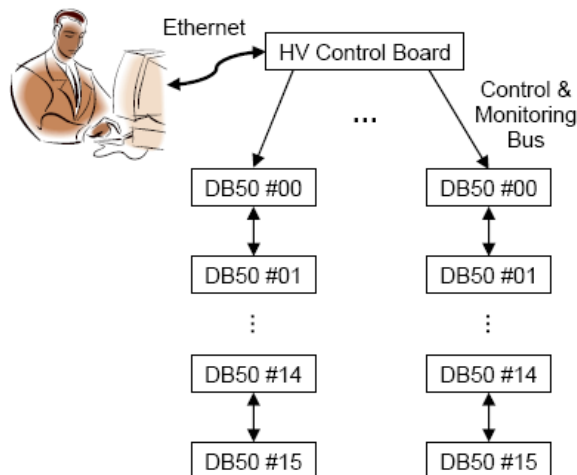 Ethernet
HV Control Board
Control &
Monitoring
Bus
...
DB50 #00
DB50 #00
DB50 #01
DB50 #01
DB50 #14
DB50 #14
DB50 #15
DB50 #15